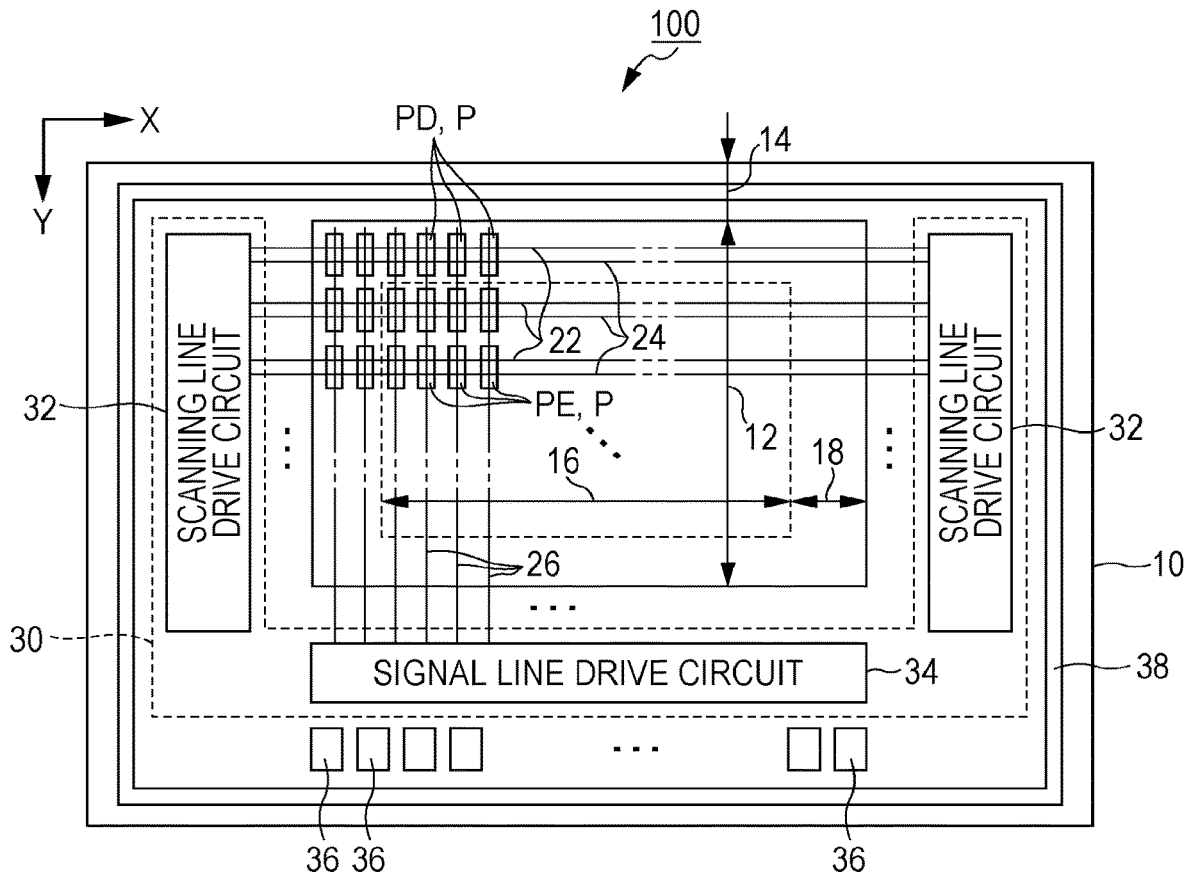 100
X
Y
PD, P
14
22
24
PE, P
12
32
SCANNING LINE
DRIVE CIRCUIT
SCANNING LINE
DRIVE CIRCUIT
32
16
18
26
10
30
SIGNAL LINE DRIVE CIRCUIT
34
38
36
36
36